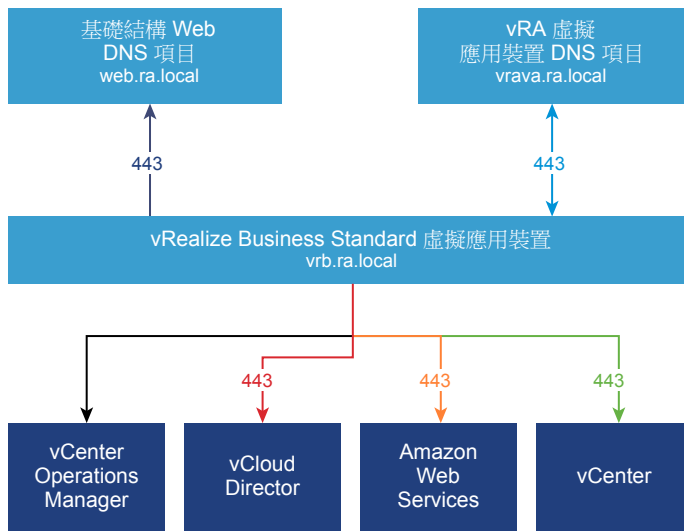 基礎結構 Web
DNS 項目
web.ra.local
vRA 虛擬
應用裝置 DNS 項目
vrava.ra.local
443
443
vRealize Business Standard 虛擬應用裝置
vrb.ra.local
443
443
443
vCenter
Operations
Manager
vCloud
Director
Amazon
Web
Services
vCenter